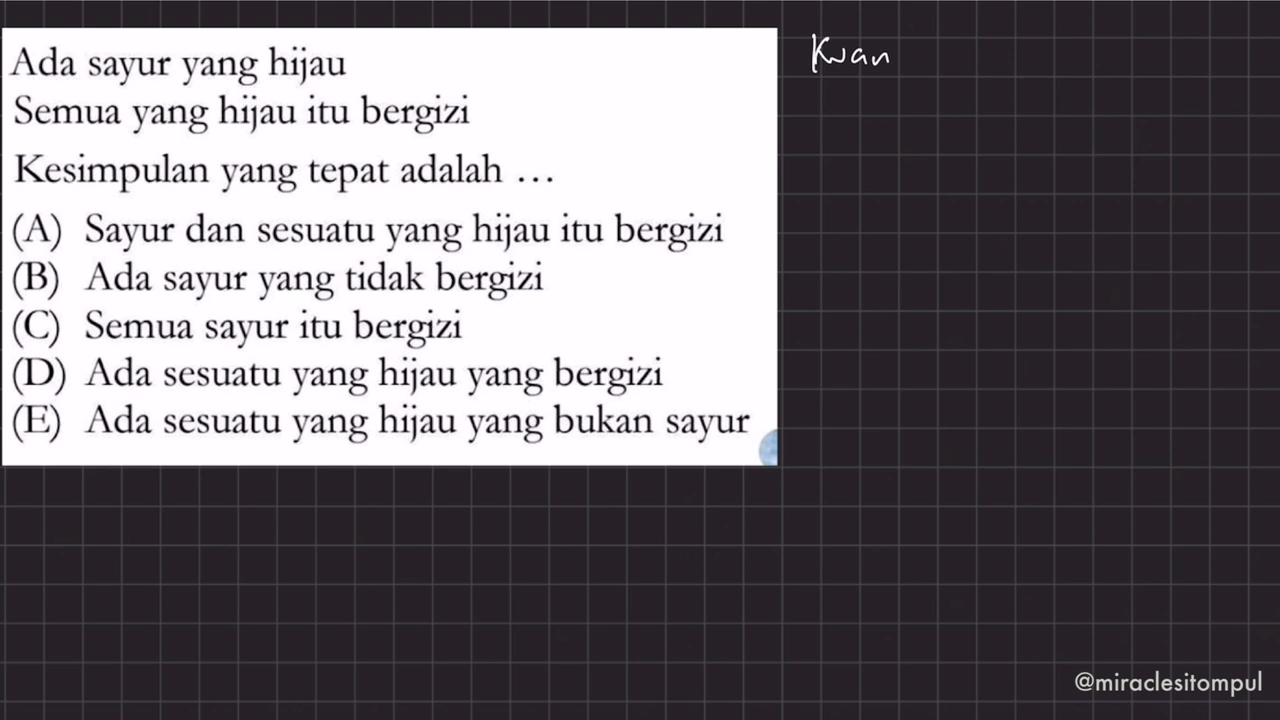 Ada sayur yang hijau
Semua yang hijau itu bergizi
Kesimpulan yang tepat adalah …
(A) Sayur dan sesuatu yang hijau itu bergizi
(B) Ada sayur yang tidak bergizi
(C) Semua sayur itu bergizi
(D) Ada sesuatu yang hijau yang bergizi
(E) Ada sesuatu yang hijau yang bukan sayur
Kuan
@miraclesitompul